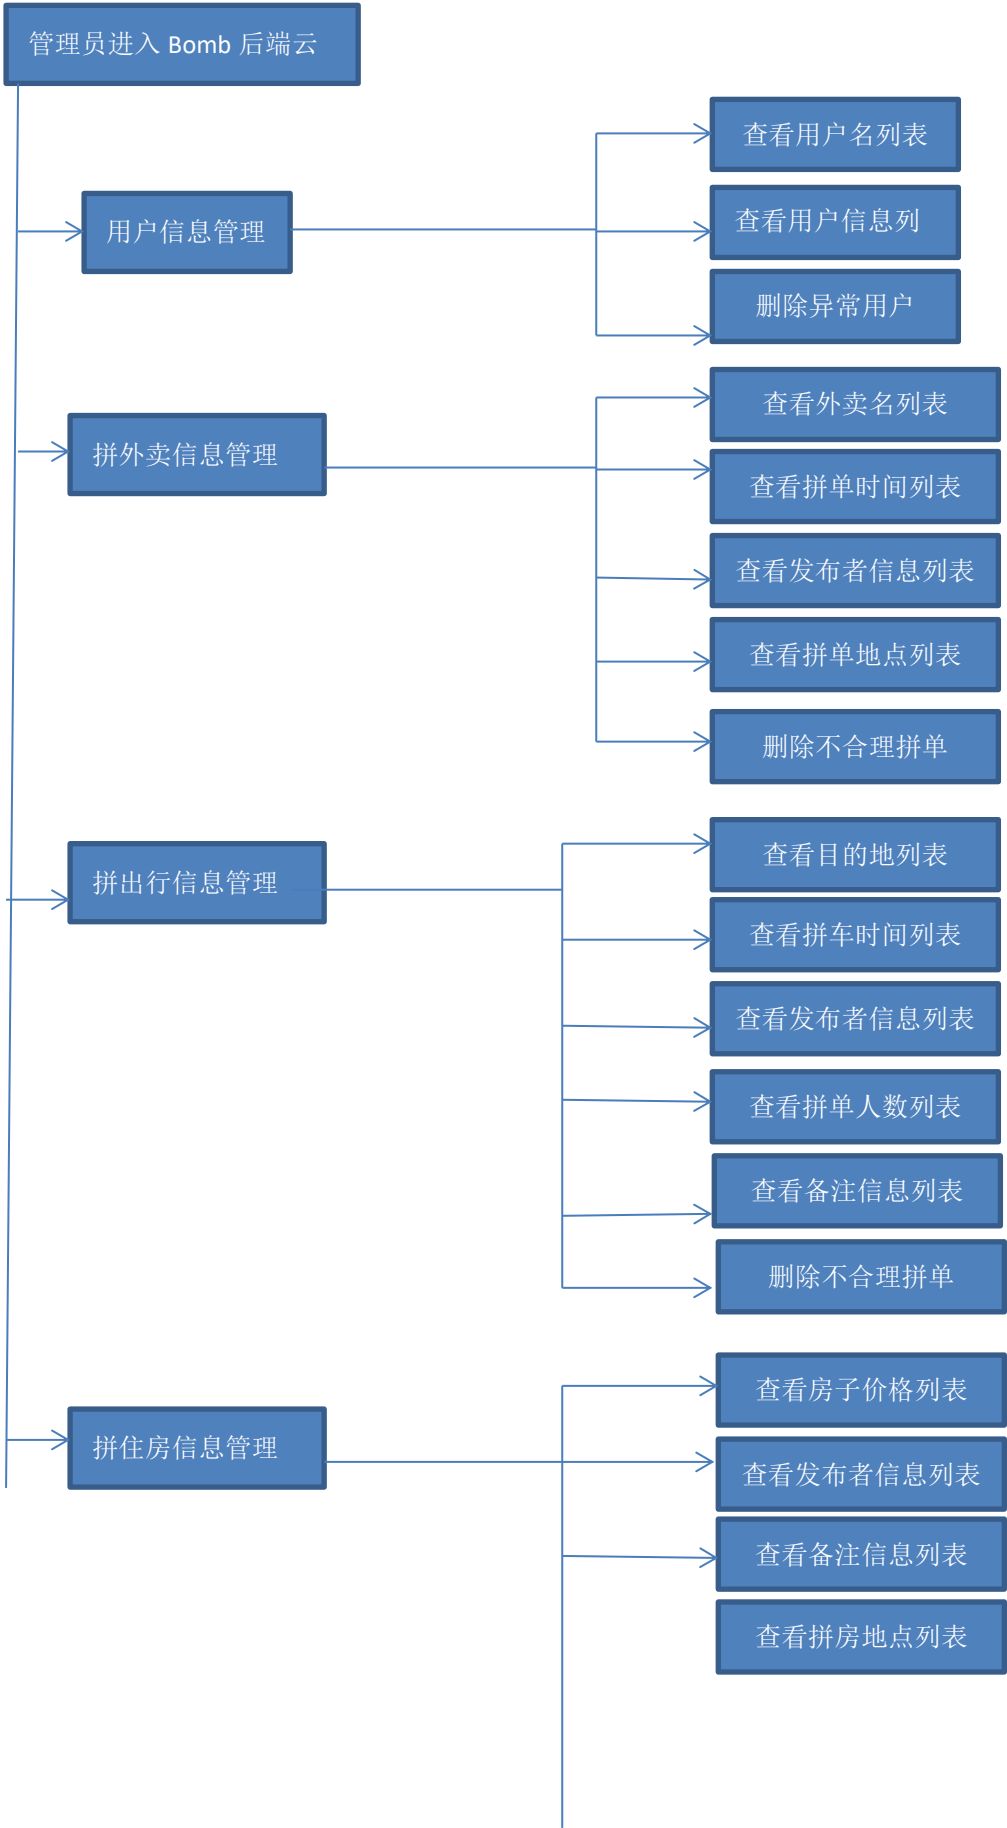 管理员进入 Bomb 后端云
用户信息管理
查看用户名列表
查看用户信息列
删除异常用户
拼外卖信息管理
查看外卖名列表
查看拼单时间列表
查看发布者信息列表
查看拼单地点列表
删除不合理拼单
拼出行信息管理
查看目的地列表
查看拼车时间列表
查看发布者信息列表
查看拼单人数列表
查看备注信息列表
删除不合理拼单
拼住房信息管理
查看房子价格列表
查看发布者信息列表
查看备注信息列表
查看拼房地点列表